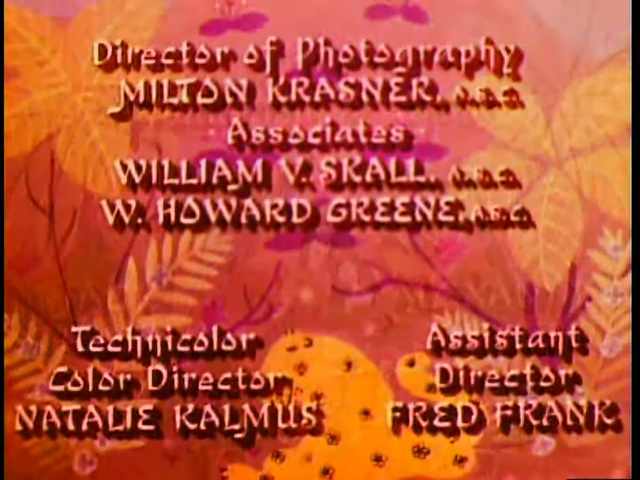 Director of Photography
MILTON KRASNER, A.S.C.
Associates
WILLIAM V. SKALL, A.S.C.
W. HOWARD GREENE, A.S.C.
Technicolor
Color Director
NATALIE KALMUS
Assistant
Director
FRED FRANK